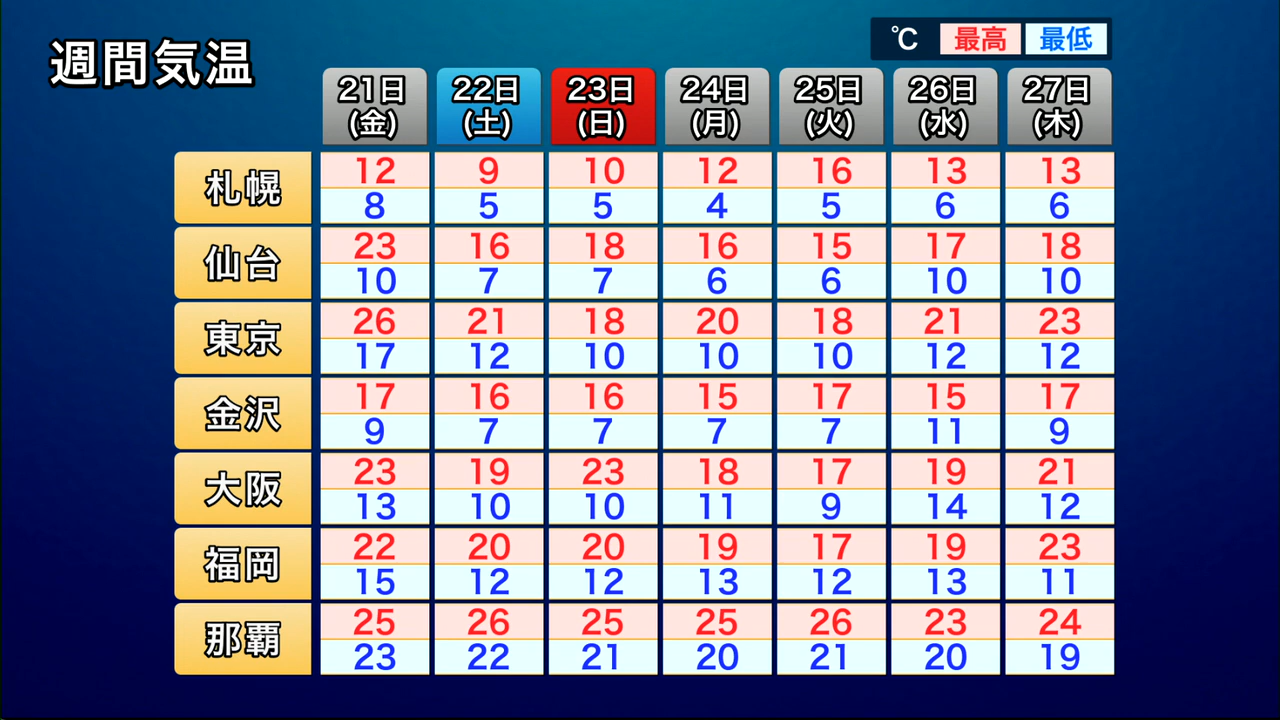 週間気温
℃ 最高 最低
21日 22日 23日 24日 25日 26日 27日
(金) (土) (日) (月) (火) (水) (木)
札幌
12 9 10 12 16 13 13
8 5 5 4 5 6 6
仙台
23 16 18 16 15 17 18
10 7 7 6 6 10 10
東京
26 21 18 20 18 21 23
17 12 10 10 10 12 12
金沢
17 16 16 15 17 15 17
9 7 7 7 7 11 9
大阪
23 19 23 18 17 19 21
13 10 10 11 9 14 12
福岡
22 20 20 19 17 19 23
15 12 12 13 12 13 11
那覇
25 26 25 25 26 23 24
23 22 21 20 21 20 19